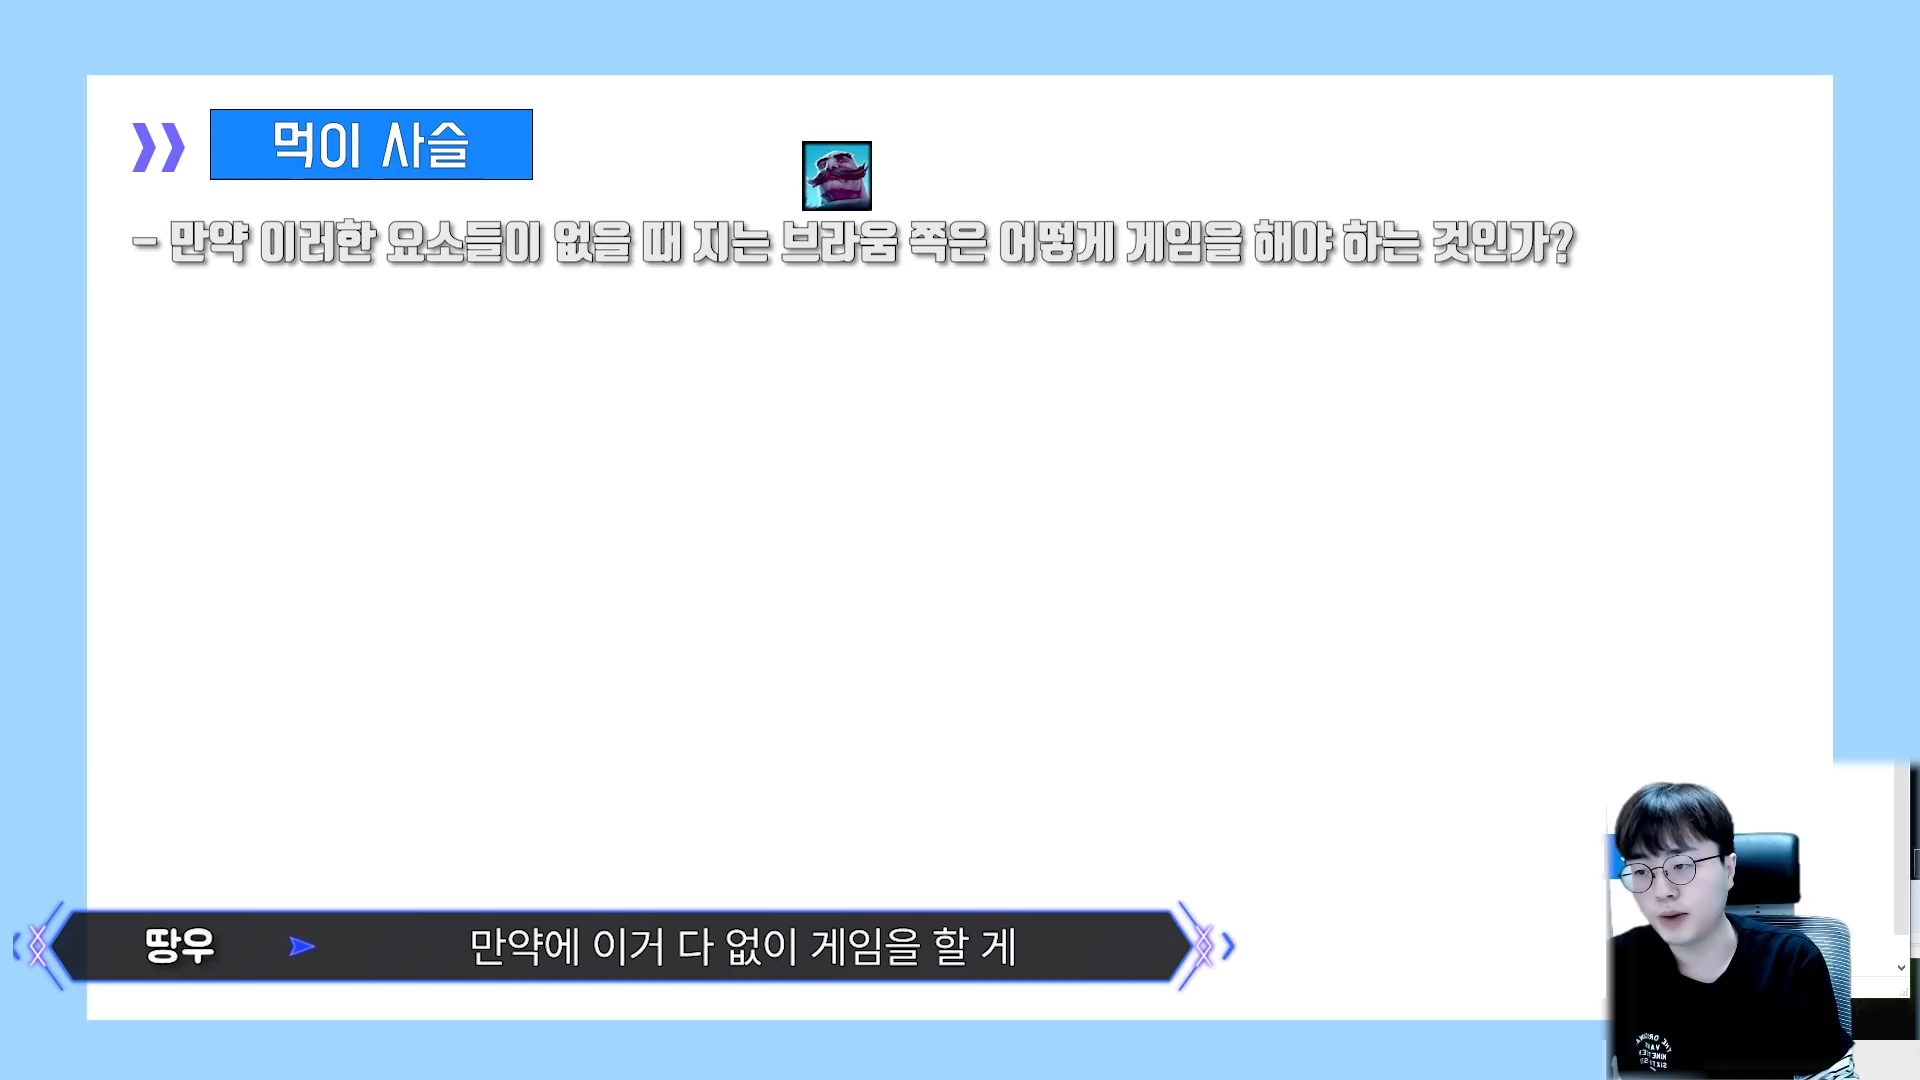 먹이 사슬
- 만약 이러한 요소들이 없을 때 지는 브라움 쪽은 어떻게 게임을 해야 하는 것인가?
땅우
만약에 이거 다 없이 게임을 할 게